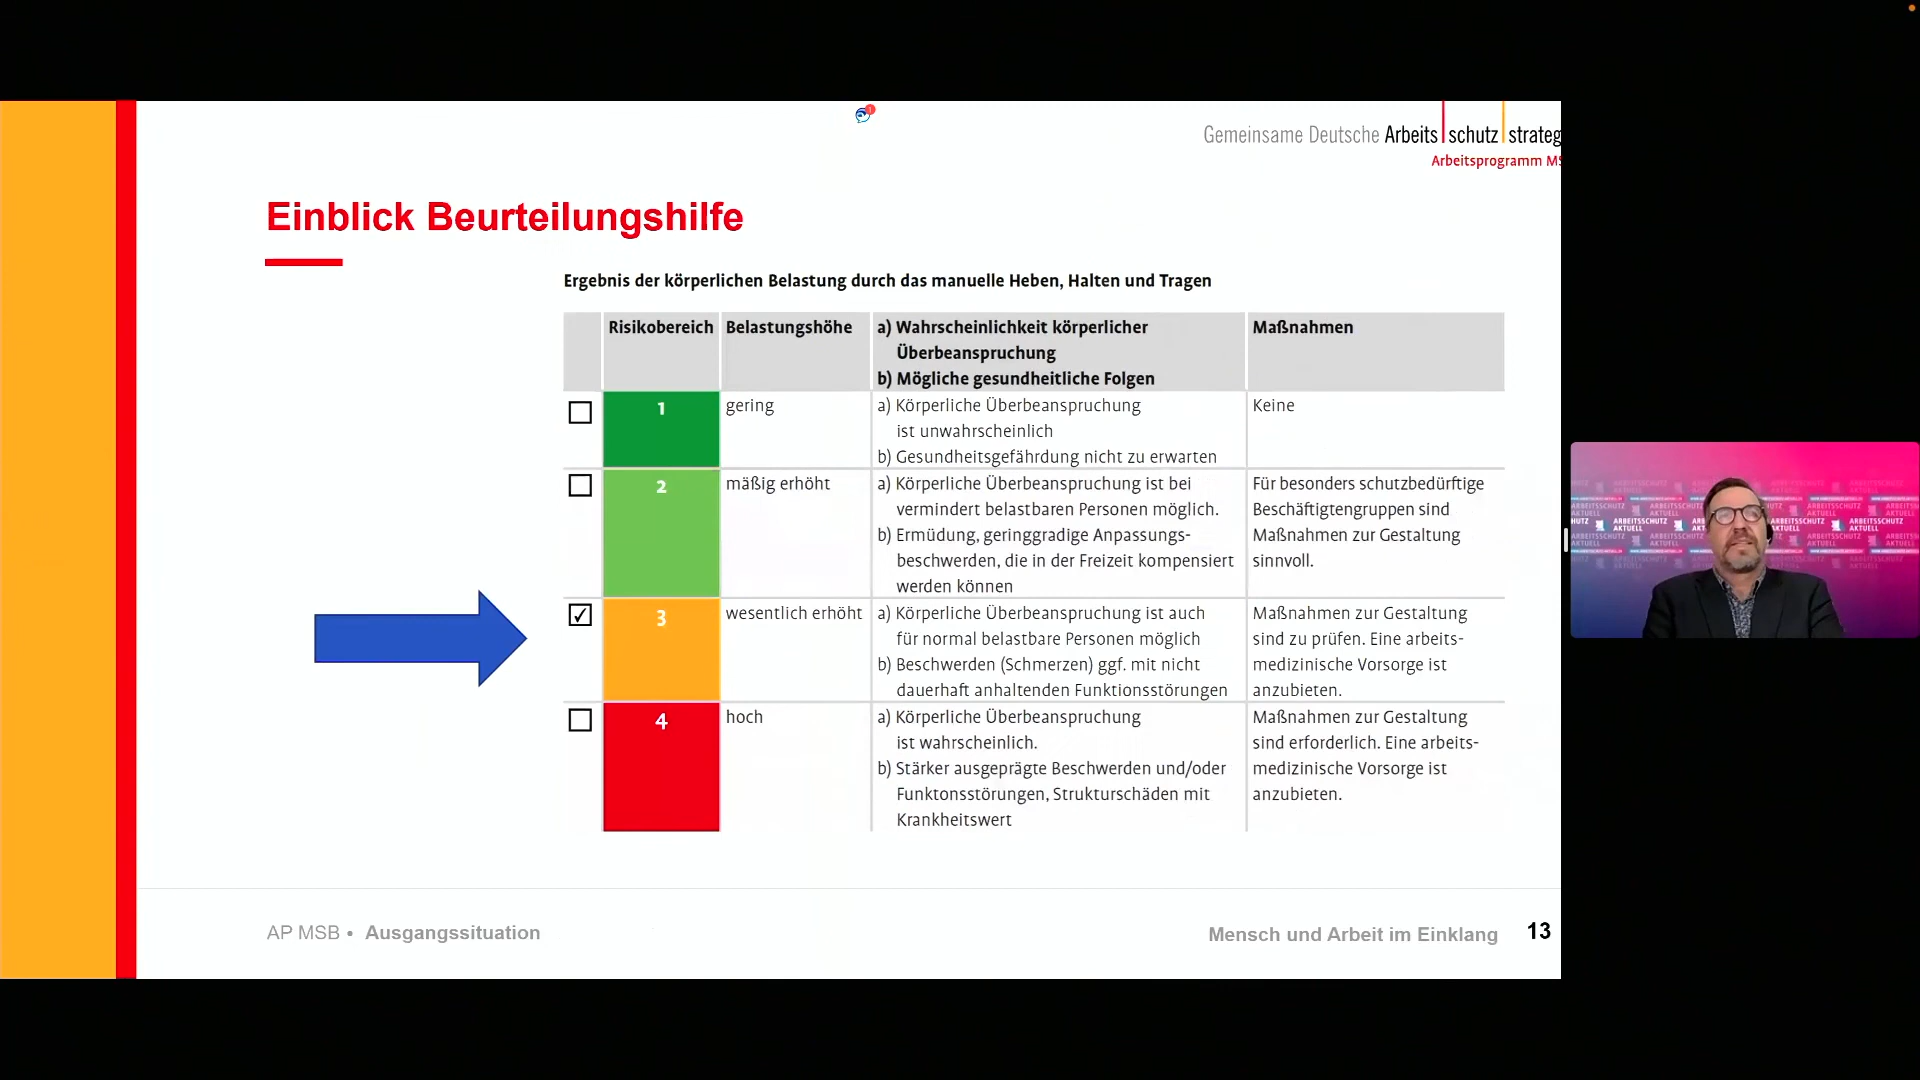 Gemeinsame Deutsche Arbeits schutz strateg
Arbeitsprogramm MS
Einblick Beurteilungshilfe
Ergebnis der körperlichen Belastung durch das manuelle Heben, Halten und Tragen
Risikobereich
Belastungshöhe
a) Wahrscheinlichkeit körperlicher
Überbeanspruchung
b) Mögliche gesundheitliche Folgen
Maßnahmen
1
gering
a) Körperliche Überbeanspruchung
ist unwahrscheinlich
b) Gesundheitsgefährdung nicht zu erwarten
Keine
2
mäßig erhöht
a) Körperliche Überbeanspruchung ist bei
vermindert belastbaren Personen möglich.
b) Ermüdung, geringgradige Anpassungs-
beschwerden, die in der Freizeit kompensiert
werden können
Für besonders schutzbedürftige
Beschäftigtengruppen sind
Maßnahmen zur Gestaltung
sinnvoll.
3
wesentlich erhöht
a) Körperliche Überbeanspruchung ist auch
für normal belastbare Personen möglich
b) Beschwerden (Schmerzen) ggf. mit nicht
dauerhaft anhaltenden Funktionsstörungen
Maßnahmen zur Gestaltung
sind zu prüfen. Eine arbeits-
medizinische Vorsorge ist
anzubieten.
4
hoch
a) Körperliche Überbeanspruchung
ist wahrscheinlich.
b) Stärker ausgeprägte Beschwerden und/oder
Funktonsstörungen, Strukturschäden mit
Krankheitswert
Maßnahmen zur Gestaltung
sind erforderlich. Eine arbeits-
medizinische Vorsorge ist
anzubieten.
AP MSB • Ausgangssituation
Mensch und Arbeit im Einklang
13
ARBEITSSCHUTZ
AKTUELL